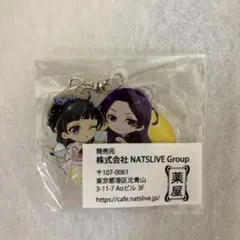 発売元
株式会社 NATSLIVE Group
〒107-0061
東京都港区北青山
3-11-7 Aoビル 3F
https://cafe.natslive.jp/
薬屋